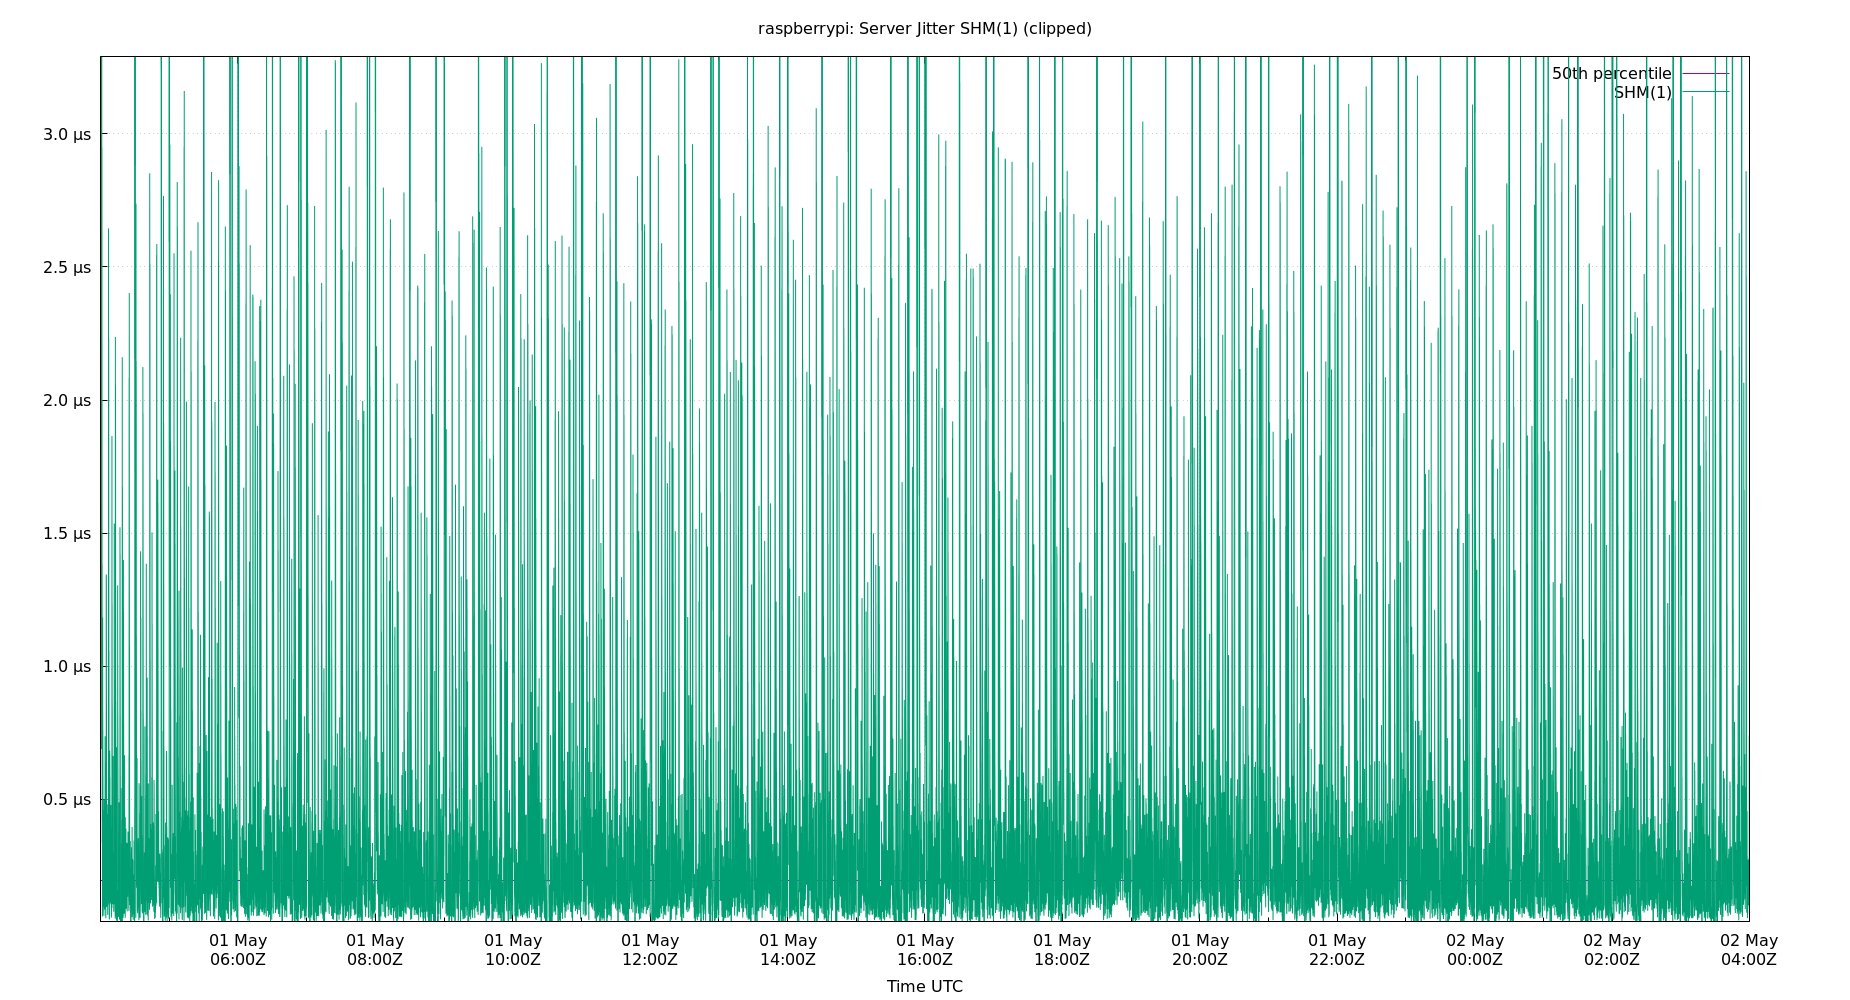 raspberrypi: Server Jitter SHM(1) (clipped)
50th percentile
SHM(1)
3.0 µs
2.5 µs
2.0 µs
1.5 µs
1.0 µs
0.5 µs
01 May 01 May 01 May 01 May 01 May 01 May 01 May 01 May 01 May 02 May 02 May 02 May
06:00Z 08:00Z 10:00Z 12:00Z 14:00Z 16:00Z 18:00Z 20:00Z 22:00Z 00:00Z 02:00Z 04:00Z
Time UTC